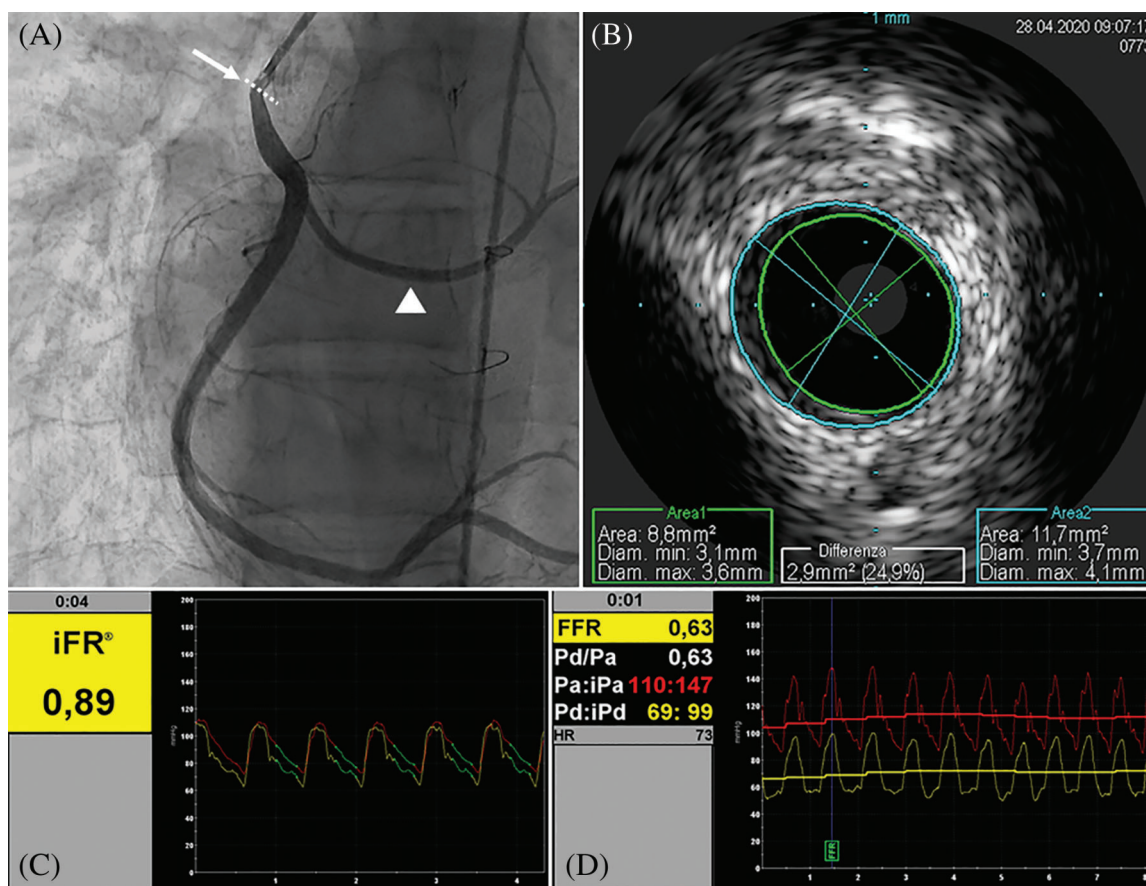 (A)
(B)
1 mm
28.04.2020 09:07:17
077
Area1
Area: 8,8mm²
Diam. min: 3,1mm
Diam. max: 3,6mm
Differenza
2,9mm² (24,9%)
Area2
Area: 11,7mm²
Diam. min: 3,7mm
Diam. max: 4,1mm
0:04
iFR®
0,89
(C)
200
180
160
140
120
100
80
60
40
20
0
mmHg
1
2
3
4
0:01
FFR 0,63
Pd/Pa 0,63
Pa:iPa 110:147
Pd:iPd 69: 99
HR 73
(D)
200
180
160
140
120
100
80
60
40
20
0
mmHg
FFR
1
2
3
4
5
6
7